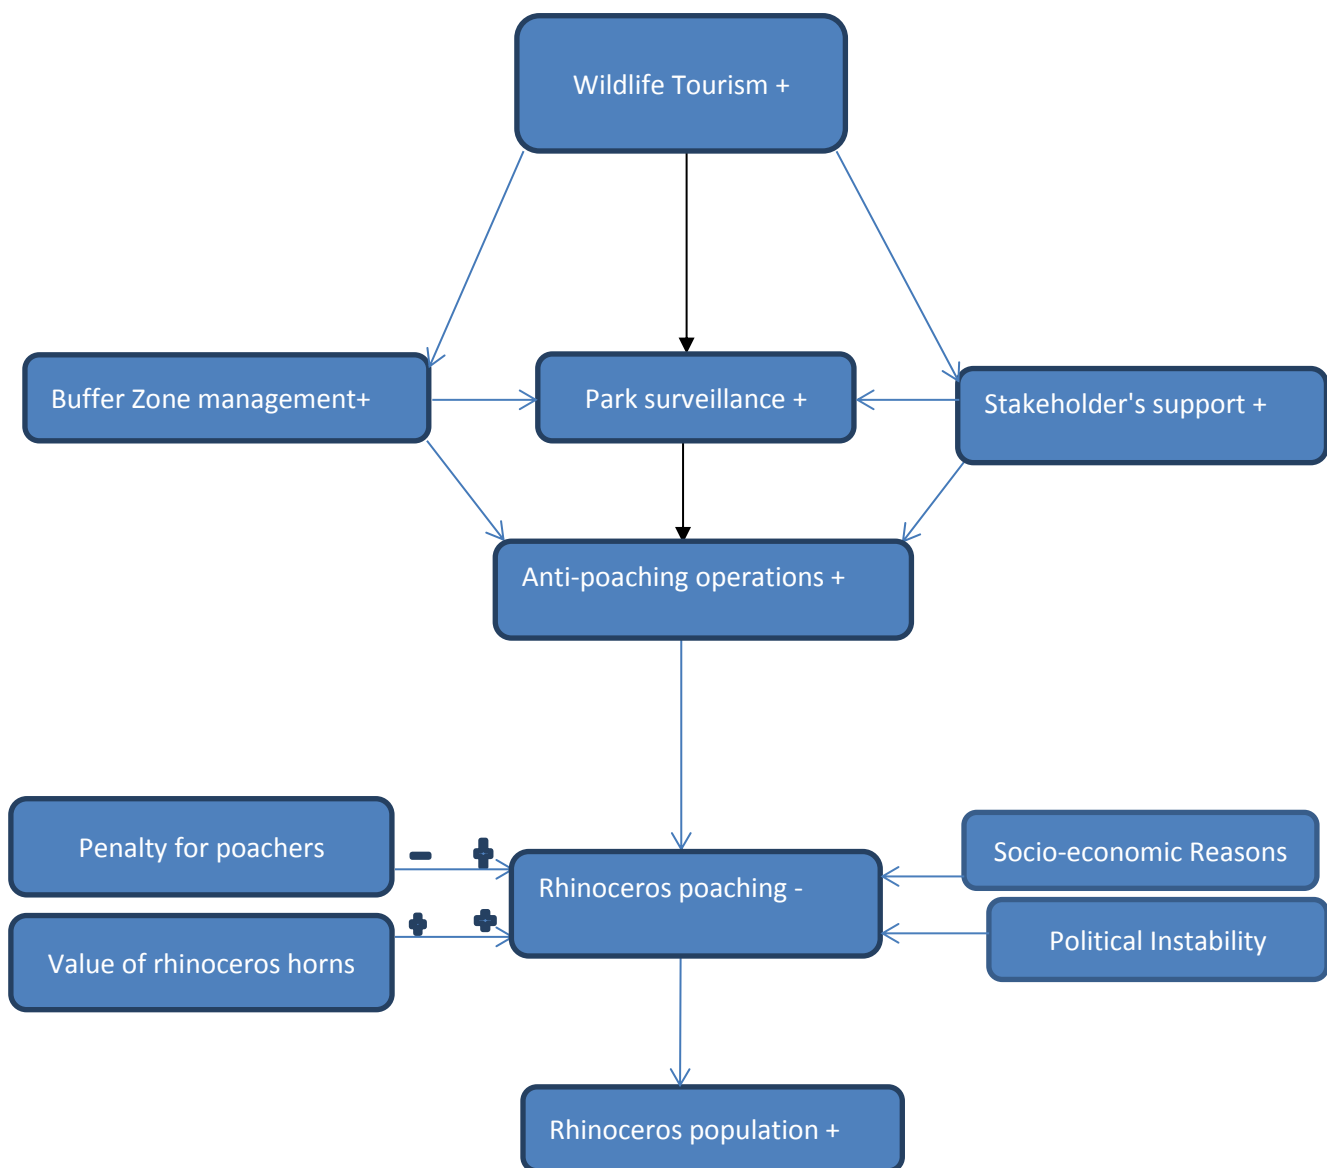 Wildlife Tourism +
Buffer Zone management+
Park surveillance +
Stakeholder's support +
Anti-poaching operations +
Penalty for poachers
- +
Rhinoceros poaching -
Socio-economic Reasons
Value of rhinoceros horns
+ +
Political Instability
Rhinoceros population +